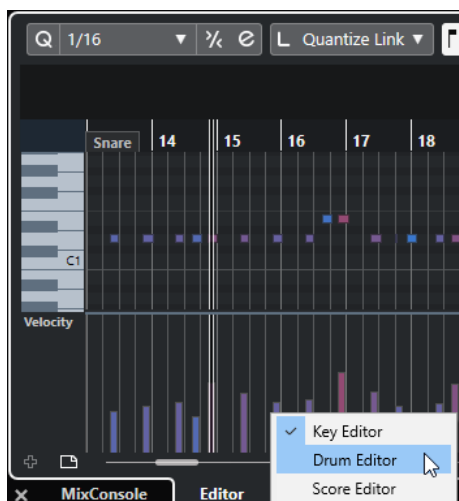 Q 1/16 L Quantize Link
Snare 14 15 16 17 18
C1
Velocity
Key Editor
Drum Editor
Score Editor
MixConsole Editor